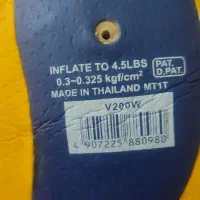 INFLATE TO 4.5LBS
0.3~0.325 kgf/cm²
PAT.
D.PAT.
MADE IN THAILAND MT1T
V200W
4 907225 880980